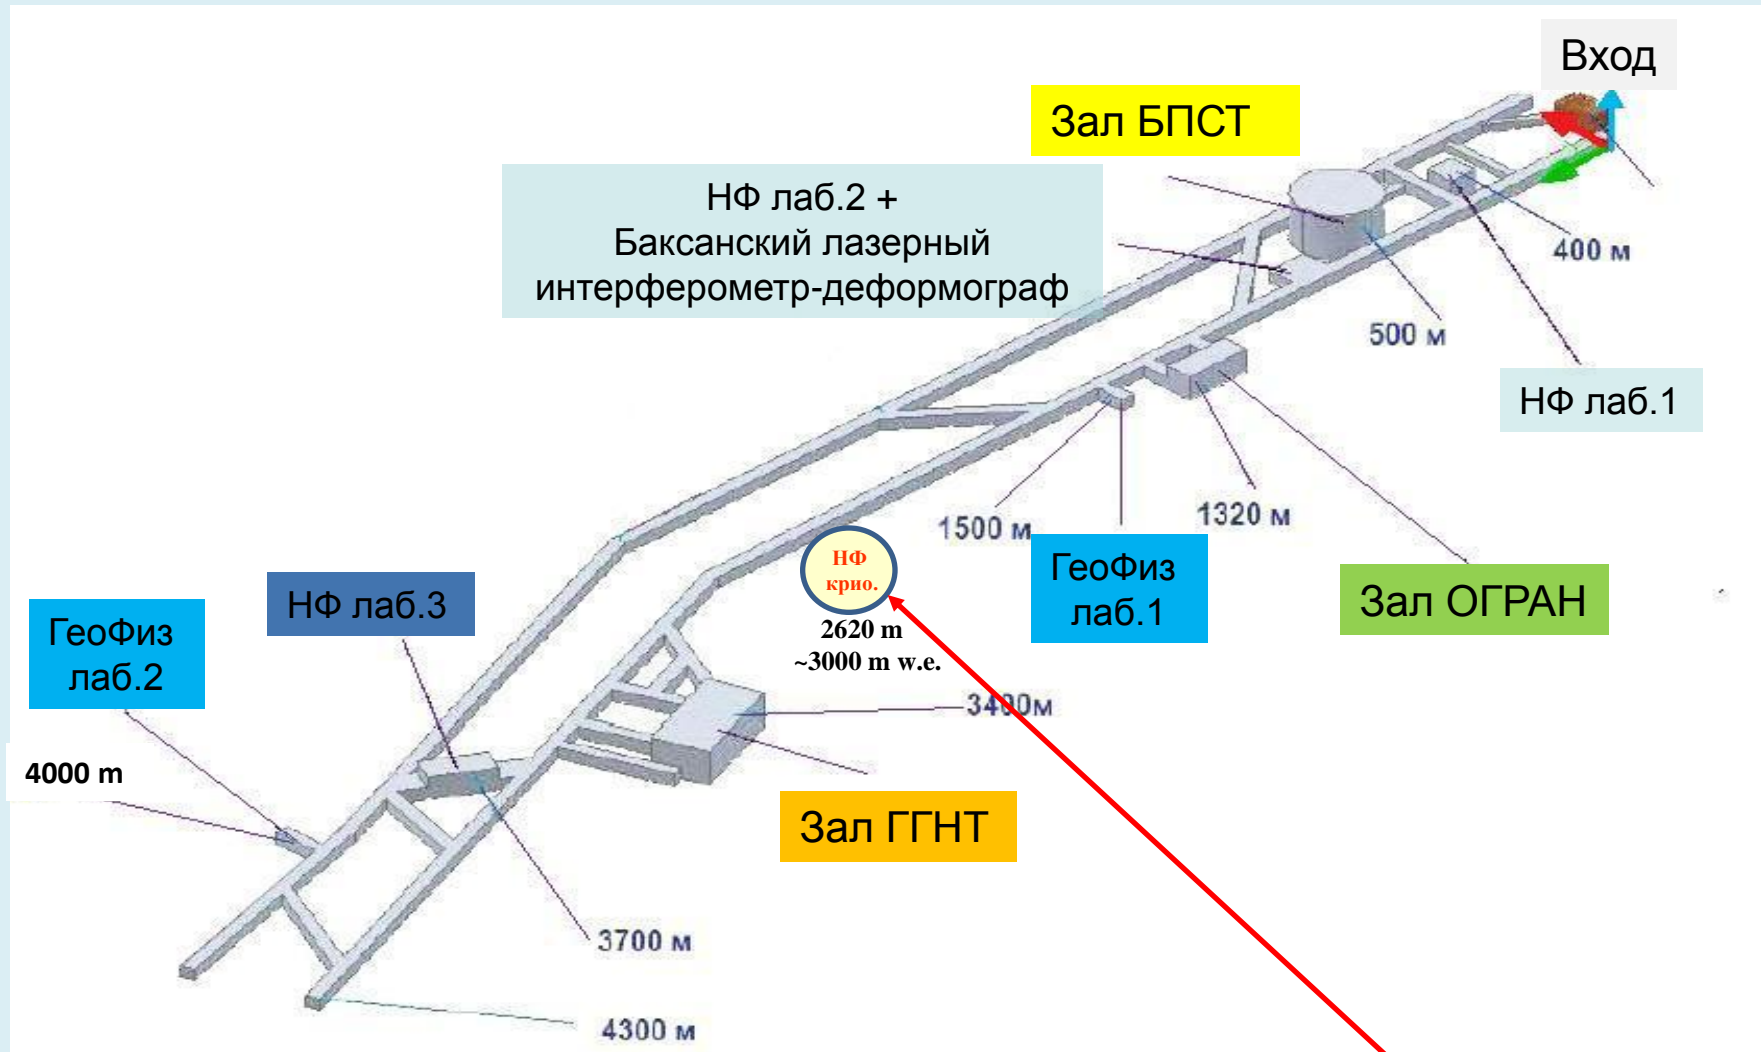 Вход
Зал БПСТ
НФ лаб.2 +
Баксанский лазерный
интерферометр-деформограф
400 м
500 м
НФ лаб.1
1500 м
1320 м
НФ
крио.
2620 m
~3000 m w.e.
ГеоФиз
лаб.1
Зал ОГРАН
НФ лаб.3
ГеоФиз
лаб.2
3400м
4000 m
Зал ГГНТ
3700 м
4300 м